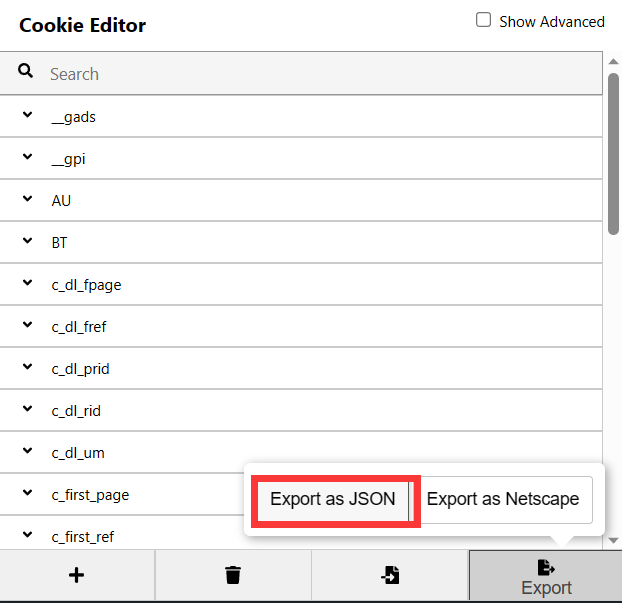 Cookie Editor
Show Advanced
Search
__gads
__gpi
AU
BT
c_dl_fpage
c_dl_fref
c_dl_prid
c_dl_rid
c_dl_um
c_first_page
c_first_ref
Export as JSON
Export as Netscape
Export